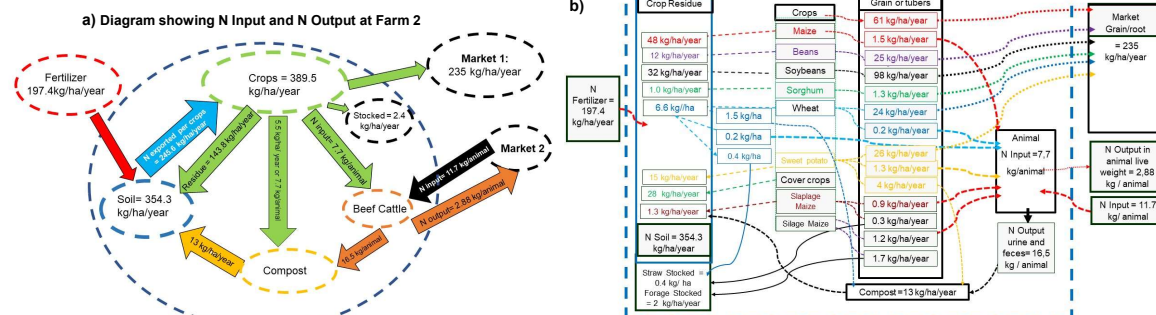 a) Diagram showing N Input and N Output at Farm 2
Fertilizer
197.4kg/ha/year
Crops = 389.5
kg/ha/year
Market 1:
235 kg/ha/year
Stocked = 2.4
kg/ha/year
N exported per crops
= 245.6 kg/ha/year
Residue = 143.8 kg/ha/year
5.5 kg/ha/ year or 7.7 kg/animal
N input= 7.7 kg/animal
N input= 11.7 kg/animal
Market 2
N output= 2.88 kg/animal
Soil= 354.3
kg/ha/year
Beef Cattle
13 kg/ha/year
Compost
16.5 kg/animal
b)
Crop Residue
Grain or tubers
Crops
Market
Grain/root
= 235
kg/ha/year
N
Fertilizer =
197.4
kg/ha/year
48 kg/ha/year
12 kg/ha/year
32 kg/ha/year
1.0 kg/ha/year
6.6 kg//ha
1.5 kg/ha
0.2 kg/ha
0.4 kg/ha
15 kg/ha/year
28 kg/ha/year
1.3 kg/ha/year
N Soil = 354.3
kg/ha/year
Straw Stocked =
0.4 kg/ ha
Forage Stocked
= 2 kg/ha/year
Maize
Beans
Soybeans
Sorghum
Wheat
Sweet potato
Cover crops
Slaplage
Maize
Silage Maize
61 kg/ha/year
1.5 kg/ha/year
25 kg/ha/year
98 kg/ha/year
1.3 kg/ha/year
24 kg/ha/year
0.2 kg/ha/year
26 kg/ha/year
1.3 kg/ha/year
4 kg/ha/year
0.9 kg/ha/year
0.3 kg/ha/year
1.2 kg/ha/year
1.7 kg/ha/year
Compost =13 kg/ha/year
Animal
N Input =7,7
kg/animal
N Output
urine and
feces= 16,5
kg / animal
N Output in
animal live
weight = 2,88
kg / animal
N Input = 11.7
kg/ animal